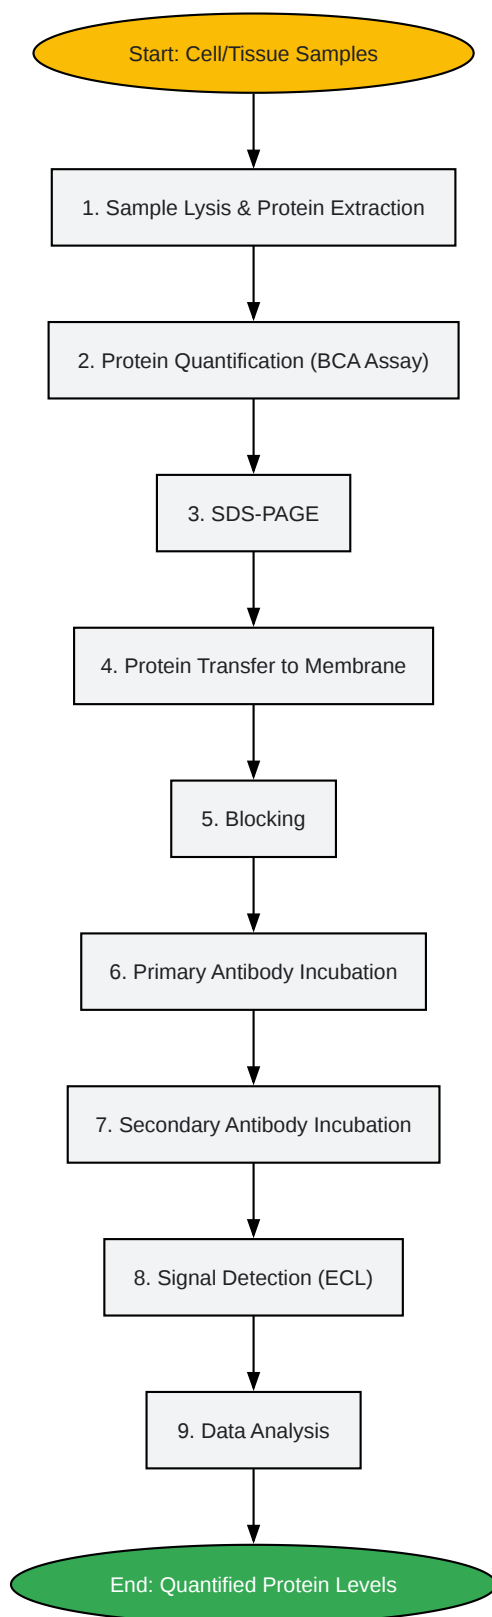 Start: Cell/Tissue Samples
1. Sample Lysis & Protein Extraction
2. Protein Quantification (BCA Assay)
3. SDS-PAGE
4. Protein Transfer to Membrane
5. Blocking
6. Primary Antibody Incubation
7. Secondary Antibody Incubation
8. Signal Detection (ECL)
9. Data Analysis
End: Quantified Protein Levels